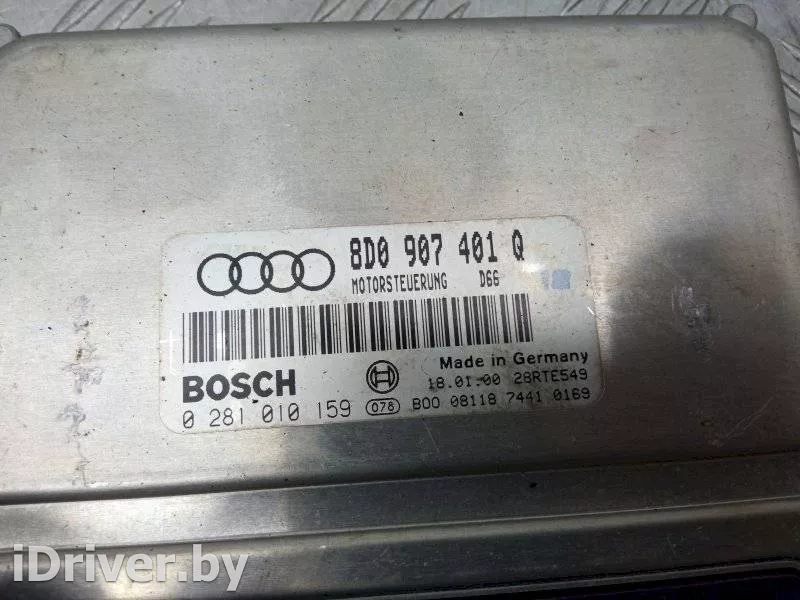 8D0 907 401 Q
MOTORSTEUERUNG D66
Made in Germany
BOSCH 18.01.00 28RTE549
0 281 010 159 078 B00 08118 7441 0169
iDriver.by